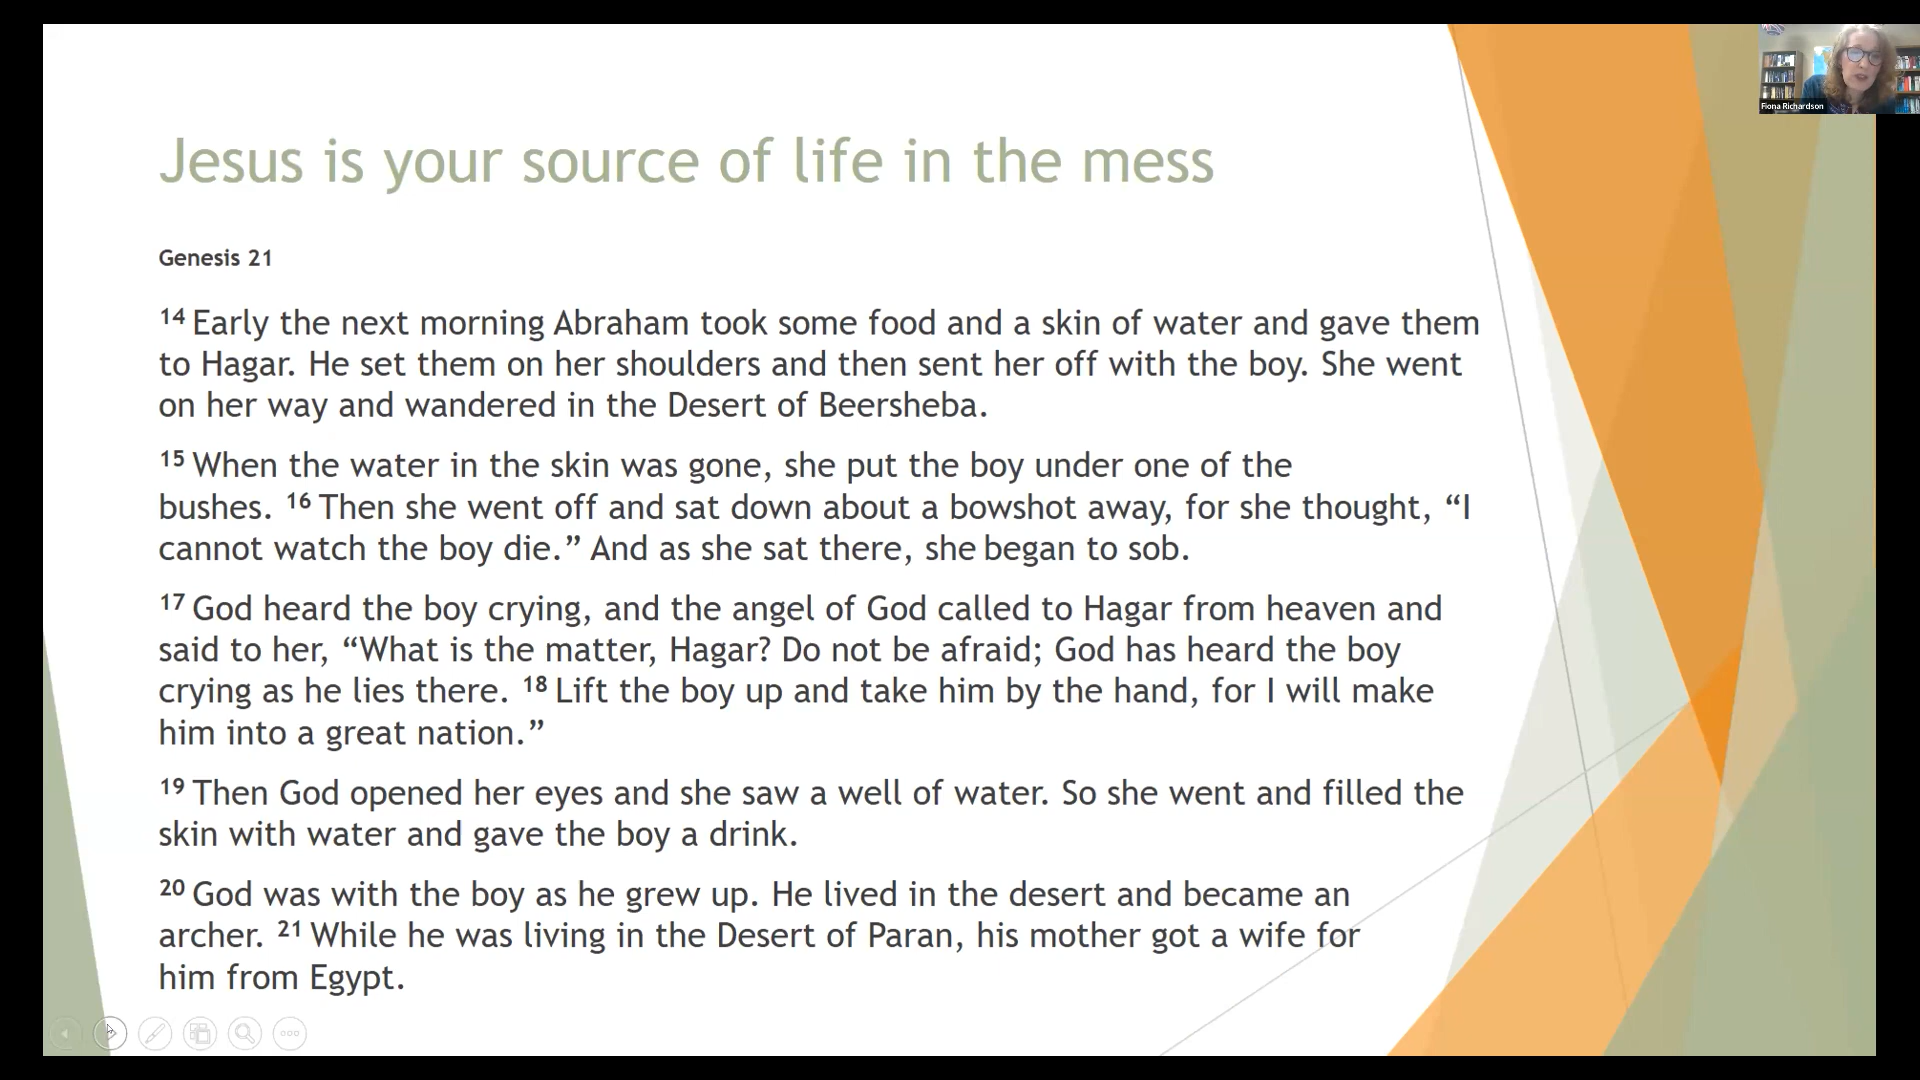 Fiona Richardson
Jesus is your source of life in the mess
Genesis 21
14 Early the next morning Abraham took some food and a skin of water and gave them
to Hagar. He set them on her shoulders and then sent her off with the boy. She went
on her way and wandered in the Desert of Beersheba.
15 When the water in the skin was gone, she put the boy under one of the
bushes. 16 Then she went off and sat down about a bowshot away, for she thought, “I
cannot watch the boy die.” And as she sat there, she began to sob.
17 God heard the boy crying, and the angel of God called to Hagar from heaven and
said to her, “What is the matter, Hagar? Do not be afraid; God has heard the boy
crying as he lies there. 18 Lift the boy up and take him by the hand, for I will make
him into a great nation.”
19 Then God opened her eyes and she saw a well of water. So she went and filled the
skin with water and gave the boy a drink.
20 God was with the boy as he grew up. He lived in the desert and became an
archer. 21 While he was living in the Desert of Paran, his mother got a wife for
him from Egypt.